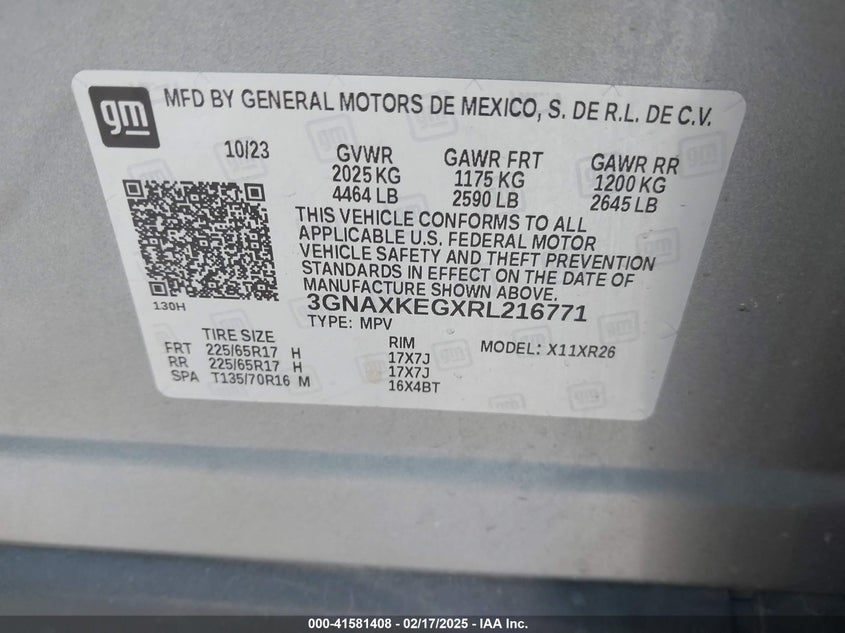 gm
MFD BY GENERAL MOTORS DE MEXICO, S. DE R.L. DE C.V.
10/23
GVWR GAWR FRT GAWR RR
2025 KG 1175 KG 1200 KG
4464 LB 2590 LB 2645 LB
THIS VEHICLE CONFORMS TO ALL
APPLICABLE U.S. FEDERAL MOTOR
VEHICLE SAFETY AND THEFT PREVENTION
STANDARDS IN EFFECT ON THE DATE OF
MANUFACTURE SHOWN ABOVE.
130H
3GNAXKEGXRL216771
TYPE: MPV
TIRE SIZE RIM MODEL: X11XR26
FRT 225/65R17 H 17X7J
RR 225/65R17 H 17X7J
SPA T135/70R16 M 16X4BT
000-41581408 - 02/17/2025 - IAA Inc.